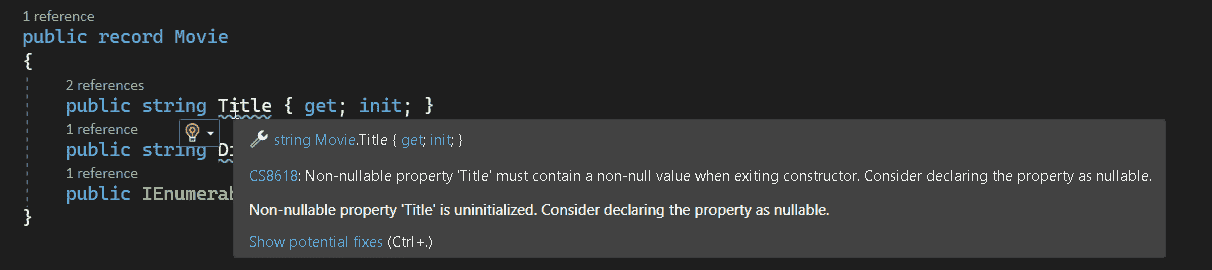 1 reference
public record Movie
{
2 references
public string Title { get; init; }
1 reference
public string Di
1 reference
public IEnumerab
}
string Movie.Title { get; init; }
CS8618: Non-nullable property 'Title' must contain a non-null value when exiting constructor. Consider declaring the property as nullable.
Non-nullable property 'Title' is uninitialized. Consider declaring the property as nullable.
Show potential fixes (Ctrl+.)